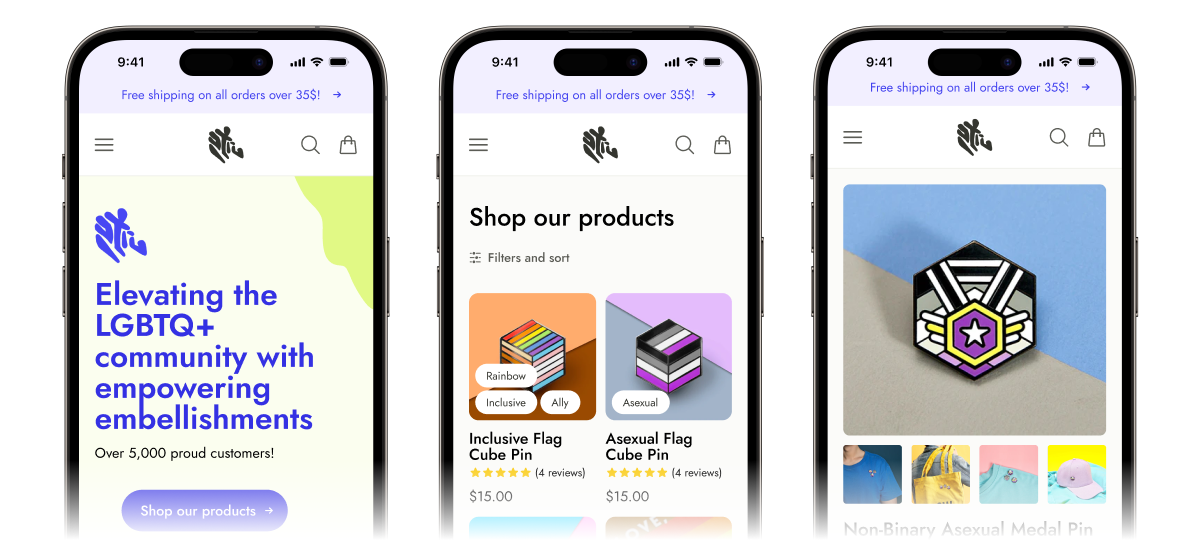 9:41
Free shipping on all orders over 35$! →
Elevating the
LGBTQ+
community with
empowering
embellishments
Over 5,000 proud customers!
Shop our products →
9:41
Free shipping on all orders over 35$! →
Shop our products
Filters and sort
Rainbow
Inclusive
Ally
Asexual
Inclusive Flag
Cube Pin
(4 reviews)
$15.00
Asexual Flag
Cube Pin
(4 reviews)
$15.00
LOVE.
9:41
Free shipping on all orders over 35$! →
Non-Binary Asexual Medal Pin